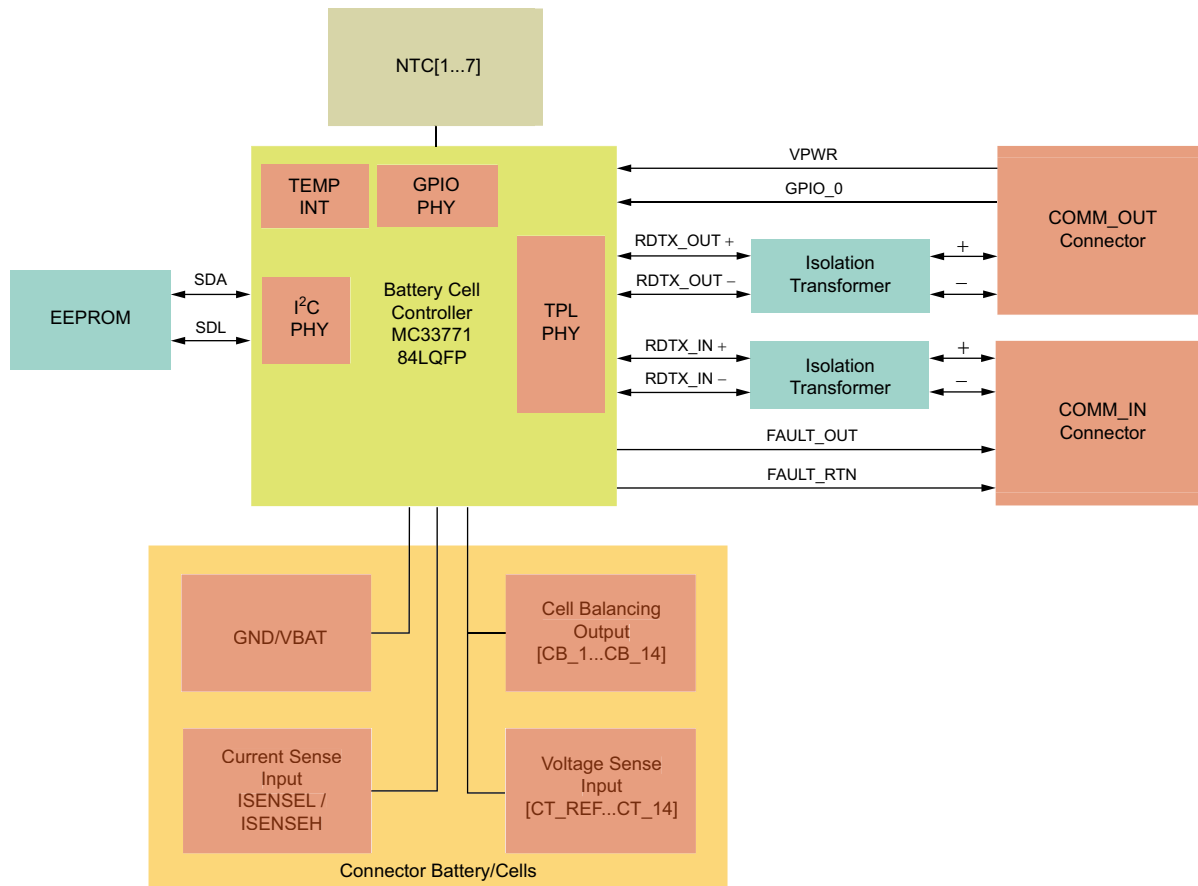 NTC[1...7]
TEMP
INT
GPIO
PHY
VPWR
GPIO_0
COMM_OUT
Connector
RDTX_OUT +
RDTX_OUT –
Isolation
Transformer
+
–
EEPROM
SDA
SDL
I²C
PHY
Battery Cell
Controller
MC33771
84LQFP
TPL
PHY
RDTX_IN +
RDTX_IN –
Isolation
Transformer
+
–
COMM_IN
Connector
FAULT_OUT
FAULT_RTN
GND/VBAT
Cell Balancing
Output
[CB_1...CB_14]
Current Sense
Input
ISENSEL /
ISENSEH
Voltage Sense
Input
[CT_REF...CT_14]
Connector Battery/Cells